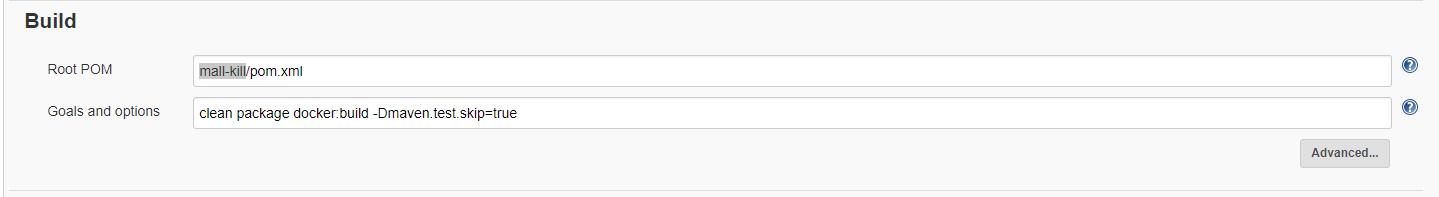 Build
Root POM
mall-kill/pom.xml
Goals and options
clean package docker:build -Dmaven.test.skip=true
Advanced...